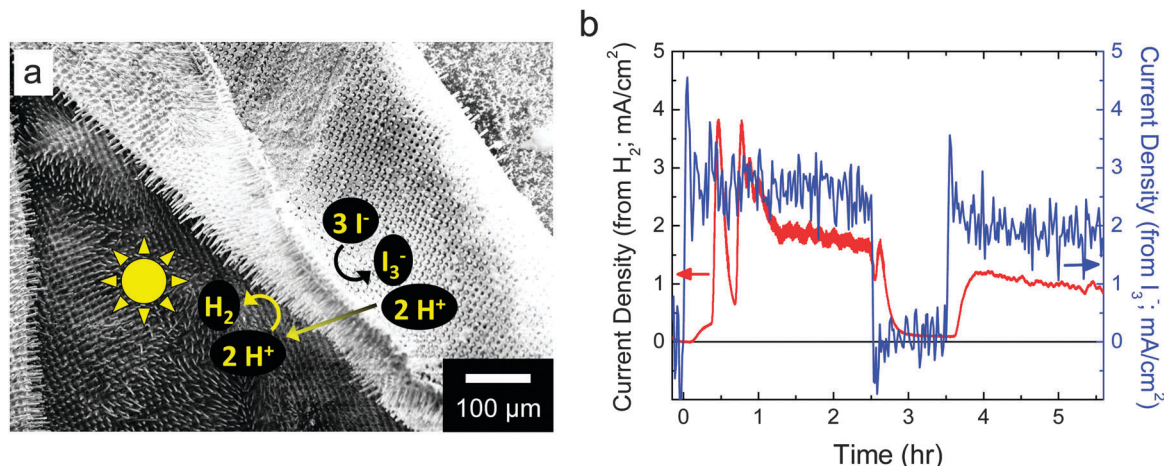 a
3 I⁻
I₃⁻
H₂
2 H⁺
2 H⁺
100 µm
b
Current Density (from H₂; mA/cm²)
5
4
3
2
1
0
0
1
2
3
4
5
Time (hr)
5
4
3
2
1
0
Current Density (from I₃⁻; mA/cm²)